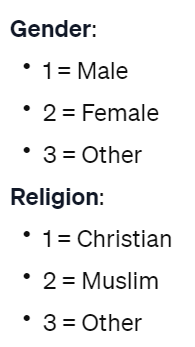 Gender:
• 1 = Male
• 2 = Female
• 3 = Other
Religion:
• 1 = Christian
• 2 = Muslim
• 3 = Other